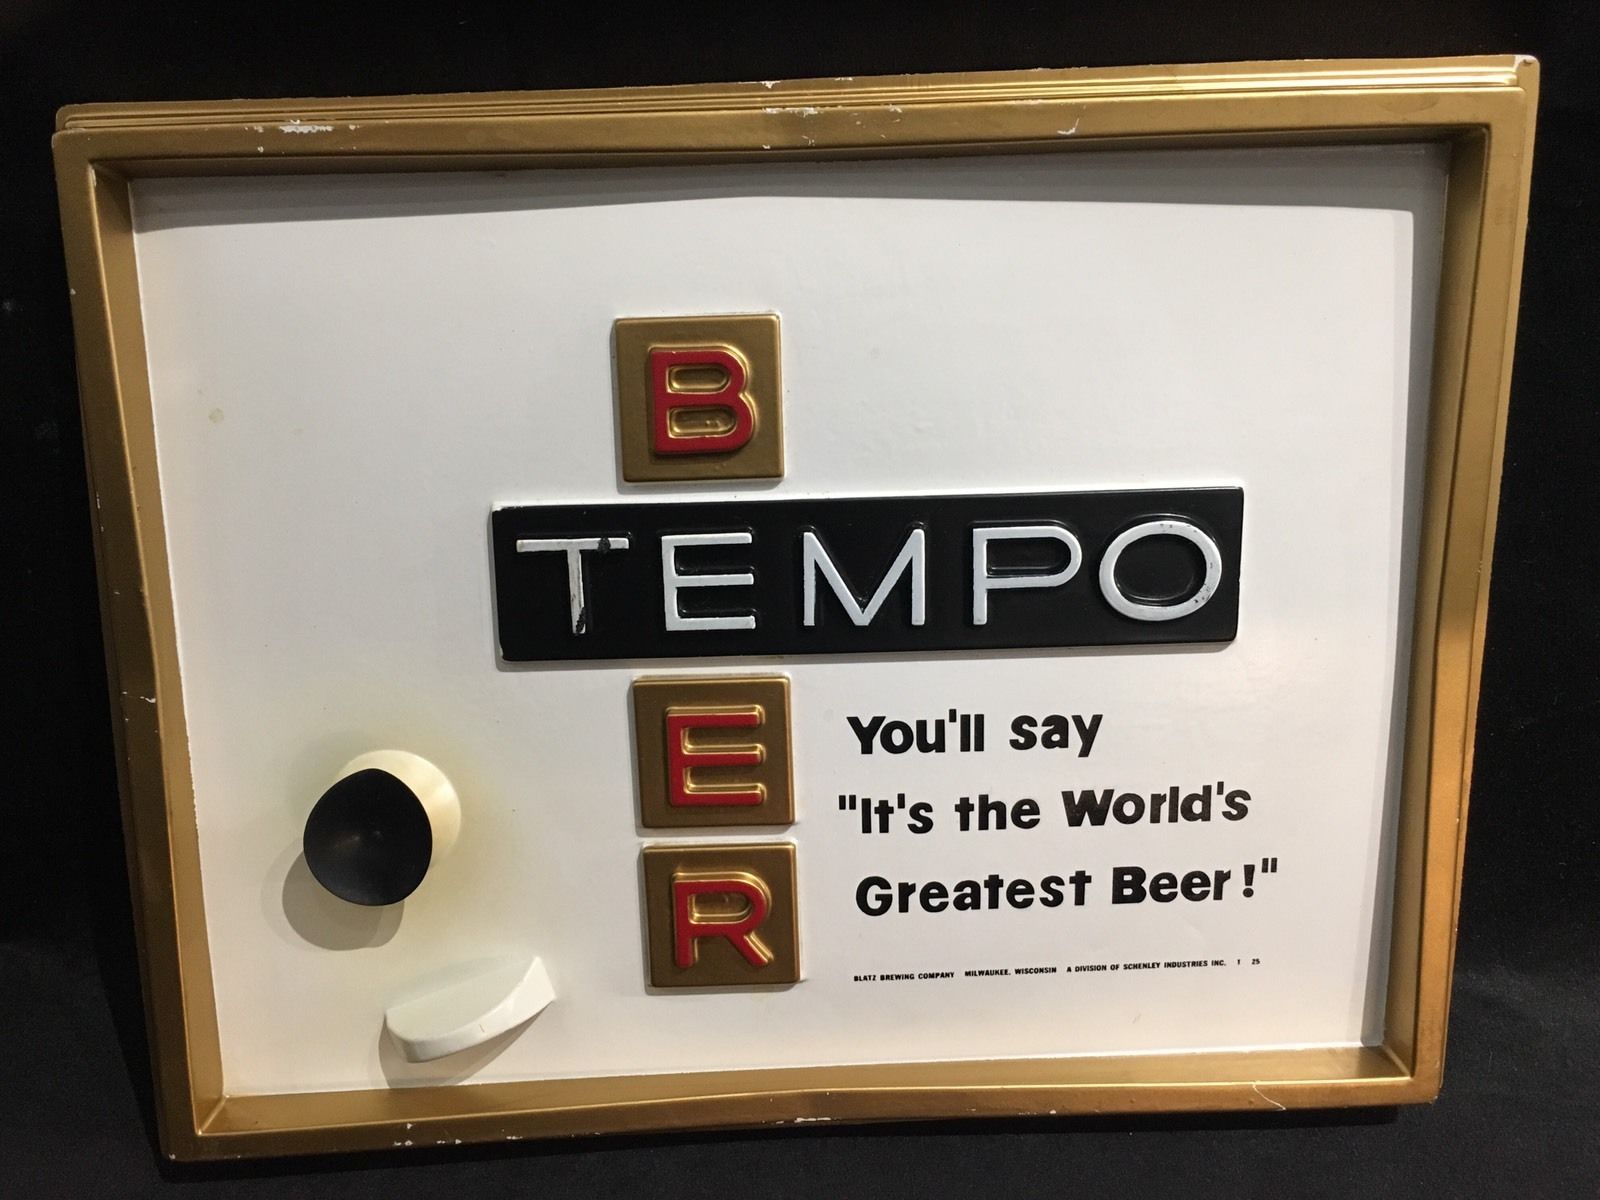 B
TEMPO
E
R
You'll say
"It's the World's
Greatest Beer!"
BLATZ BREWING COMPANY MILWAUKEE, WISCONSIN A DIVISION OF SCHENLEY INDUSTRIES INC. T 25